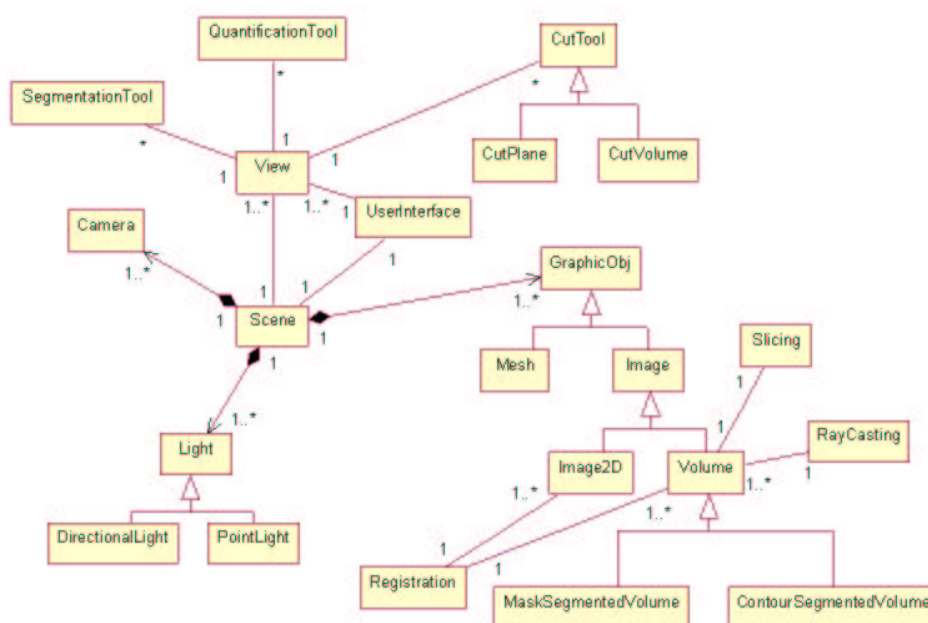 QuantificationTool
CutTool
SegmentationTool
*
*
*
1
1
1
View
CutPlane
CutVolume
1..*
1..*
1
UserInterface
Camera
1..*
1
GraphicObj
1
1
1..*
1
Scene
1
1
Mesh
Image
Slicing
1
1..*
Light
RayCasting
1
Image2D
Volume
1
1..*
1..*
1..*
DirectionalLight
PointLight
1
1
Registration
MaskSegmentedVolume
ContourSegmentedVolume